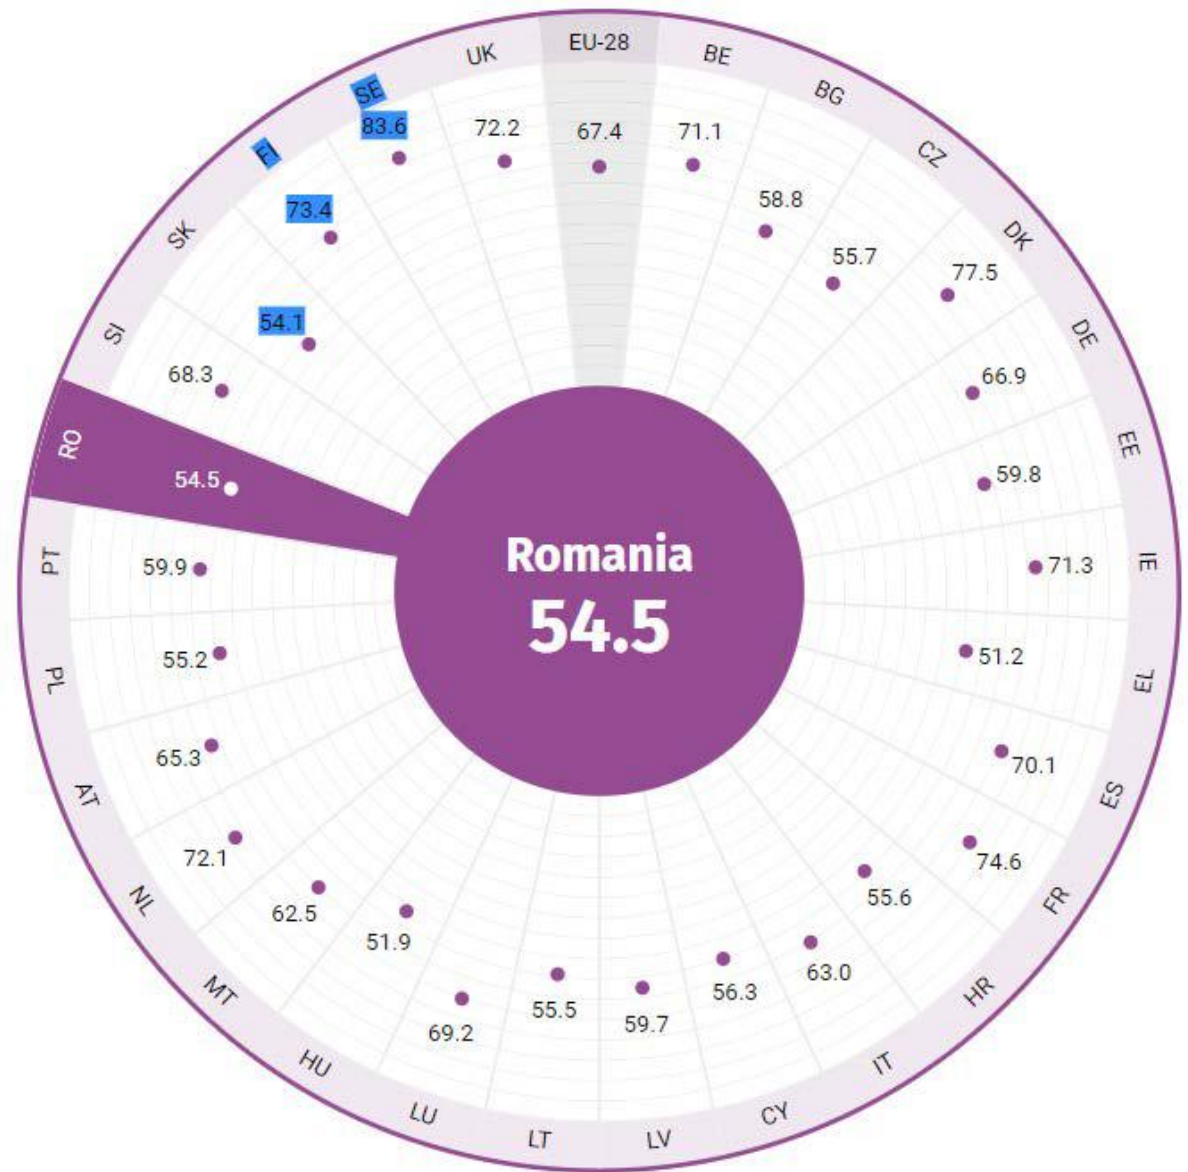 EU-28
67.4
BE
71.1
BG
58.8
CZ
55.7
DK
77.5
DE
66.9
EE
59.8
IE
71.3
EL
51.2
ES
70.1
FR
74.6
HR
55.6
IT
63.0
CY
56.3
LV
59.7
LT
55.5
LU
69.2
HU
51.9
MT
62.5
NL
72.1
AT
65.3
PL
55.2
PT
59.9
RO
54.5
SI
68.3
SK
54.1
FI
73.4
SE
83.6
UK
72.2
Romania
54.5